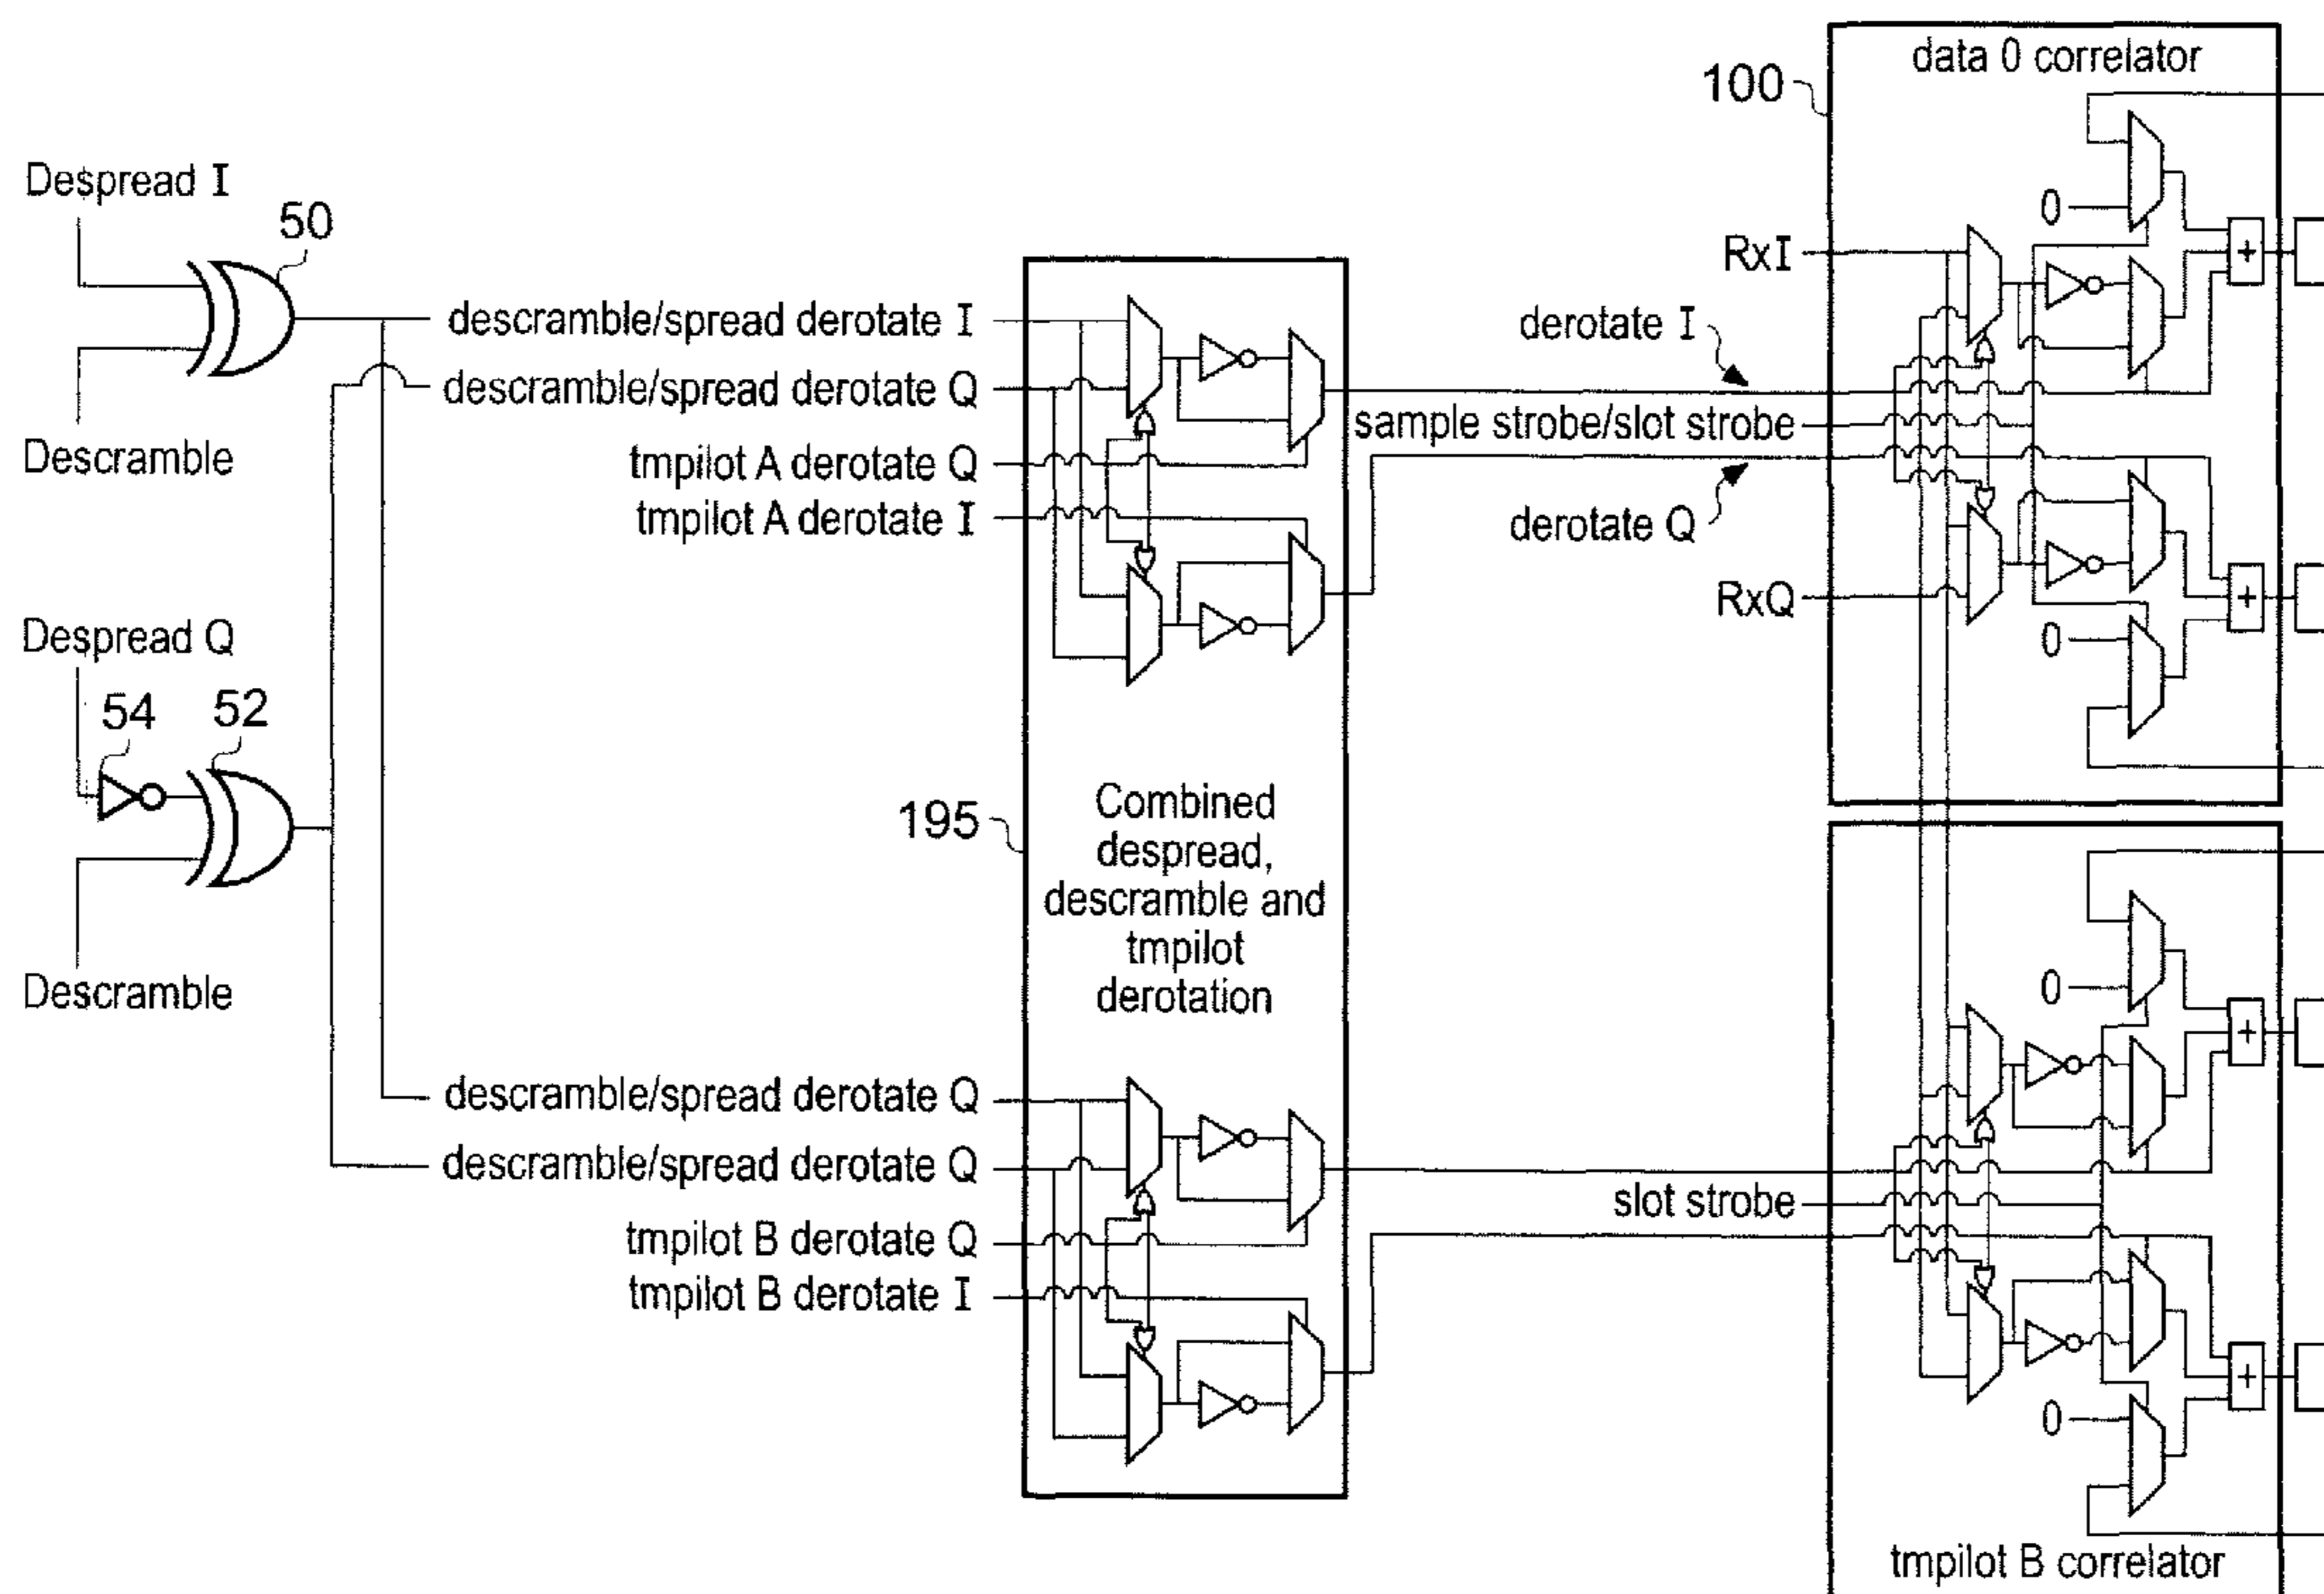 data 0 correlator
100
Despread I
50
0
RxI
descramble/spread derotate I
derotate I
descramble/spread derotate Q
sample strobe/slot strobe
Descramble
tmpilot A derotate Q
tmpilot A derotate I
derotate Q
RxQ
Despread Q
0
54
52
195
Combined
despread,
descramble and
tmpilot
derotation
Descramble
0
descramble/spread derotate Q
descramble/spread derotate Q
slot strobe
tmpilot B derotate Q
tmpilot B derotate I
0
tmpilot B correlator
+
+
+
+